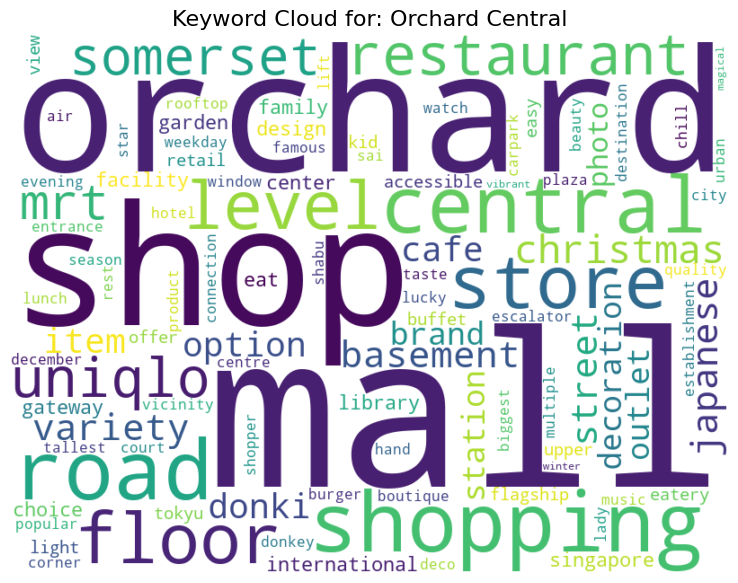 Keyword Cloud for: Orchard Central
view
somerset
lift
restaurant
magical
orchard
air
star
rooftop
garden
weekday
retail
family
design
famous
kid
sai
watch
carpark
easy
beauty
photo
destination
chill
urban
evening
facility
window
center
accessible
vibrant
plaza
city
mrt
entrance
hotel
level
central
shop
season
rest
lunch
product
connection
eat
shabu
cafe
taste
lucky
christmas
store
quality
item
offer
option
centre
buffet
brand
basement
escalator
street
decoration
outlet
establishment
japanese
december
uniqlo
gateway
vicinity
variety
tallest
court
mall
library
shopper
hand
station
biggest
multiple
upper
winter
road
choice
popular
tokyu
donki
burger
boutique
flagship
music
eatery
light
corner
floor
donkey
international
deco
shopping
lady
singapore